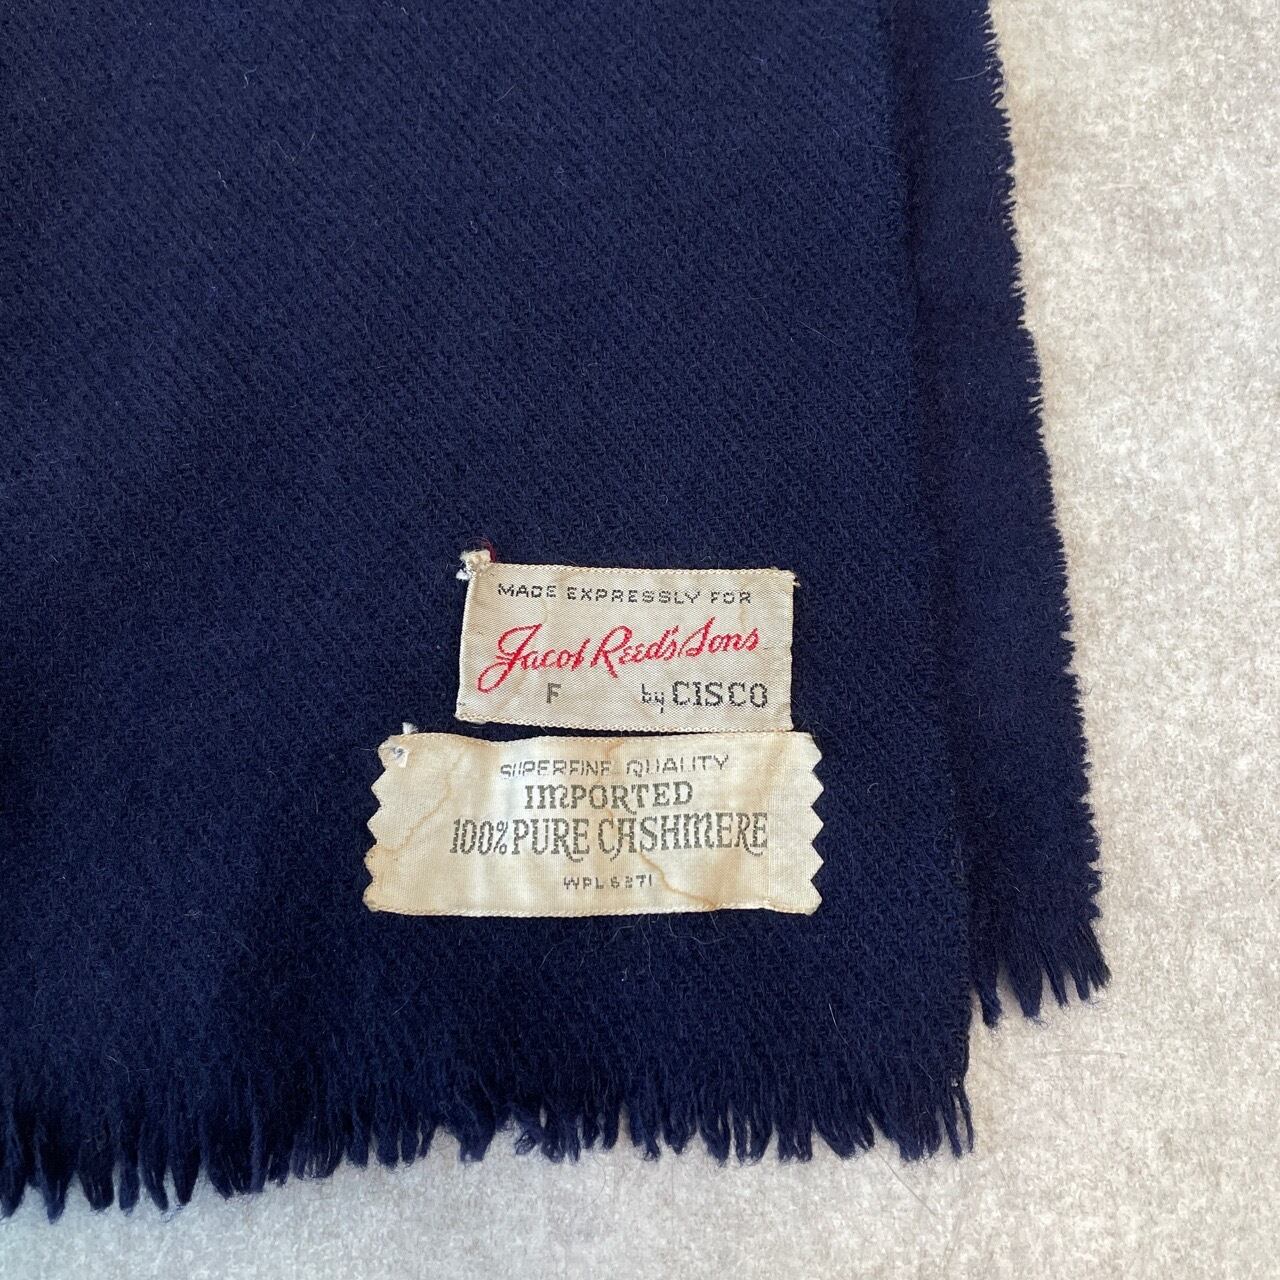 MADE EXPRESSLY FOR
Jacob Reed's Sons
F by CISCO
SUPERFINE QUALITY
IMPORTED
100% PURE CASHMERE
WPL 6271